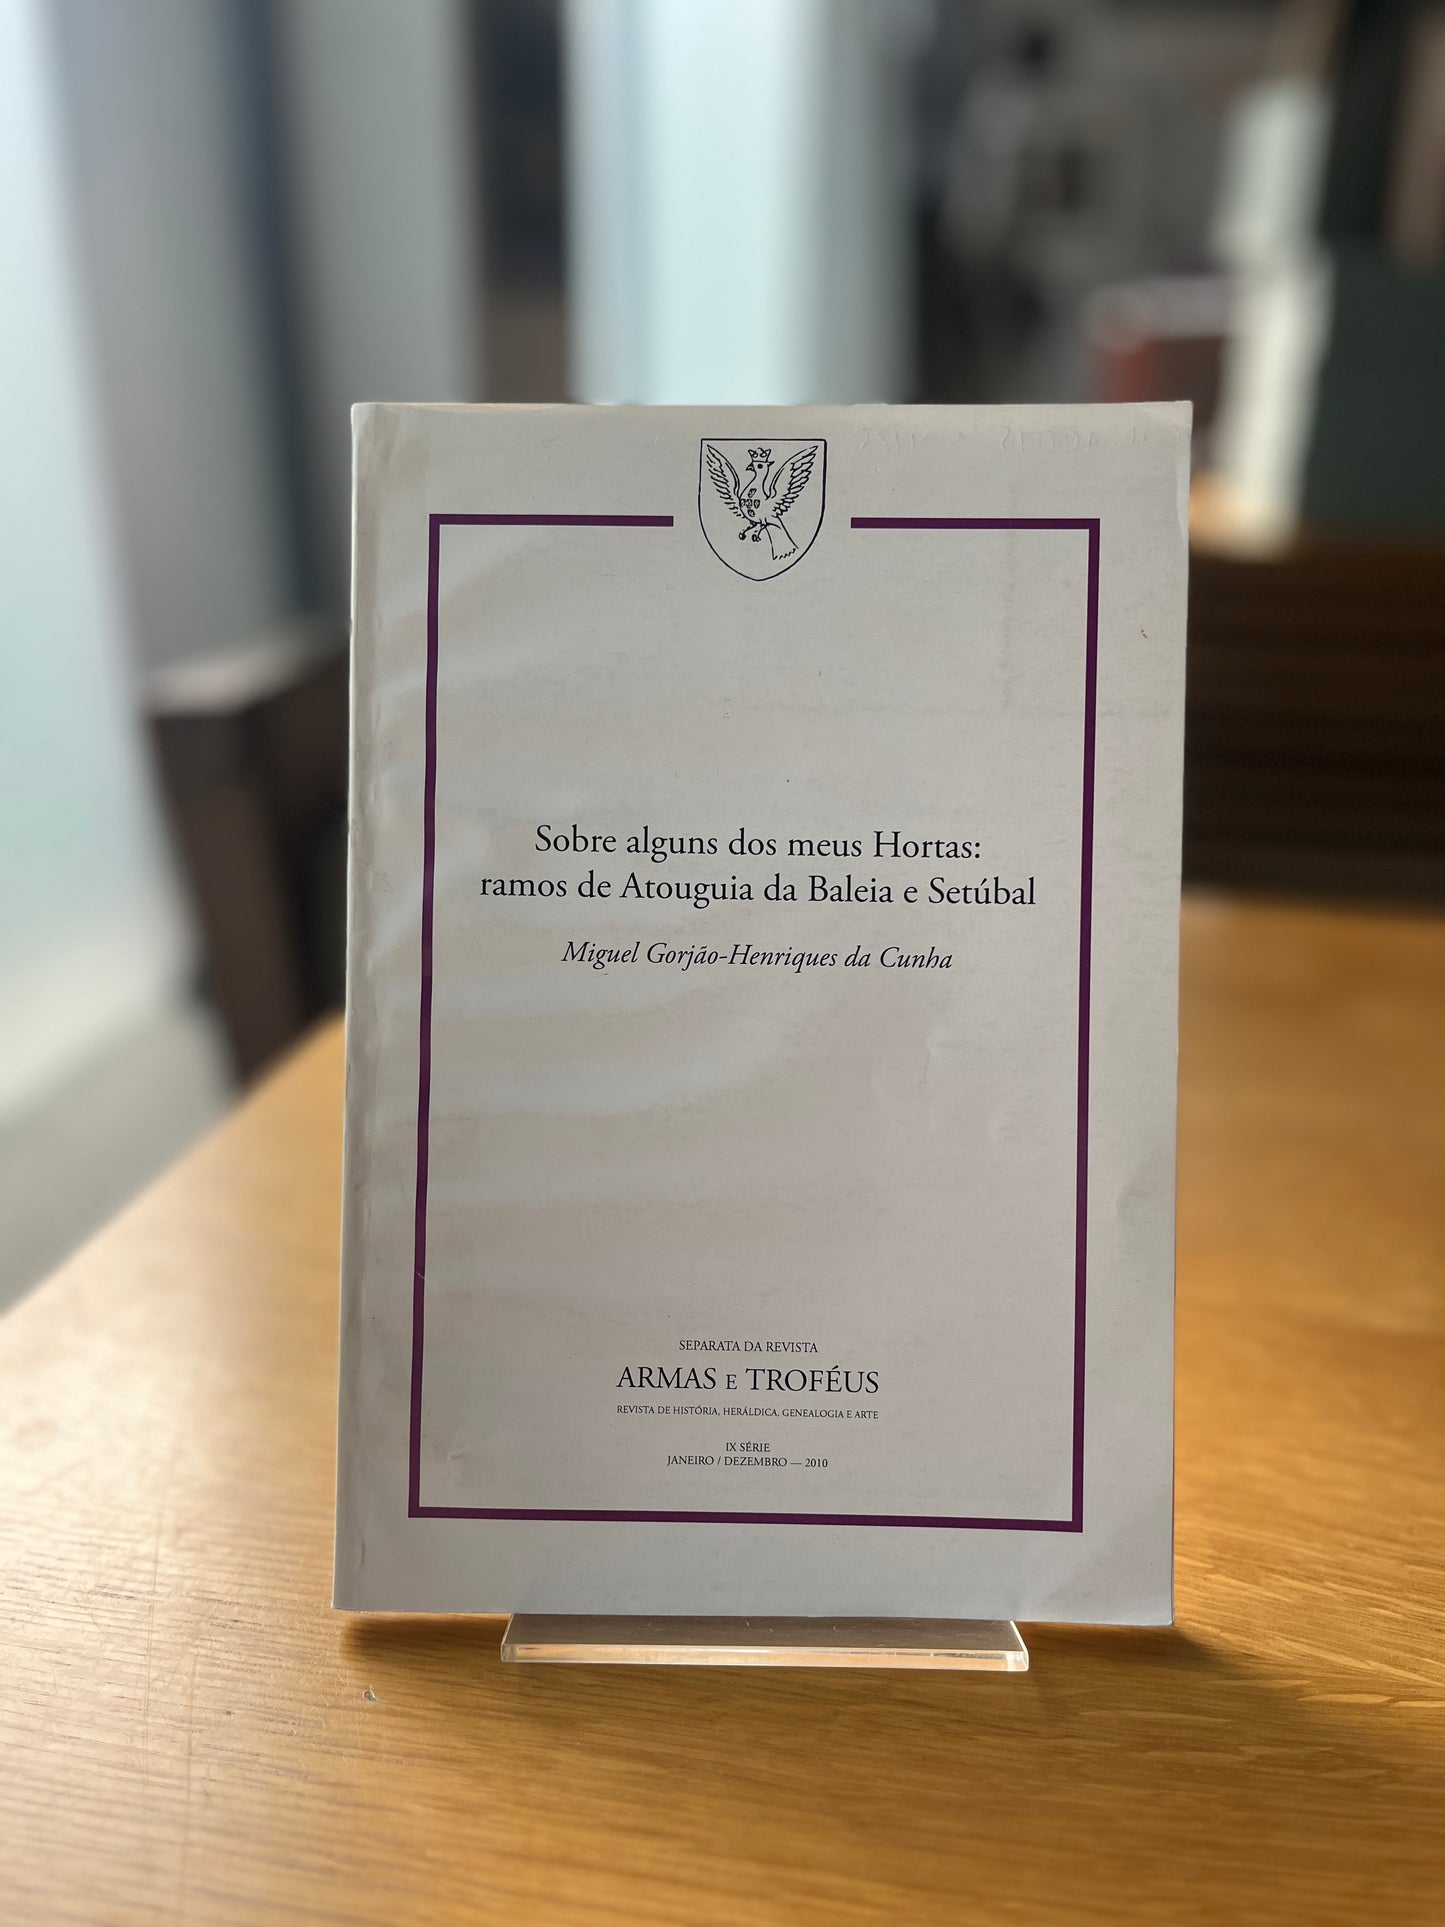 Sobre alguns dos meus Hortas:
ramos de Atouguia da Baleia e Setúbal
Miguel Gorjão-Henriques da Cunha
SEPARATA DA REVISTA
ARMAS E TROFÉUS
REVISTA DE HISTÓRIA, HERÁLDICA, GENEALOGIA E ARTE
IX SÉRIE
JANEIRO / DEZEMBRO — 2010